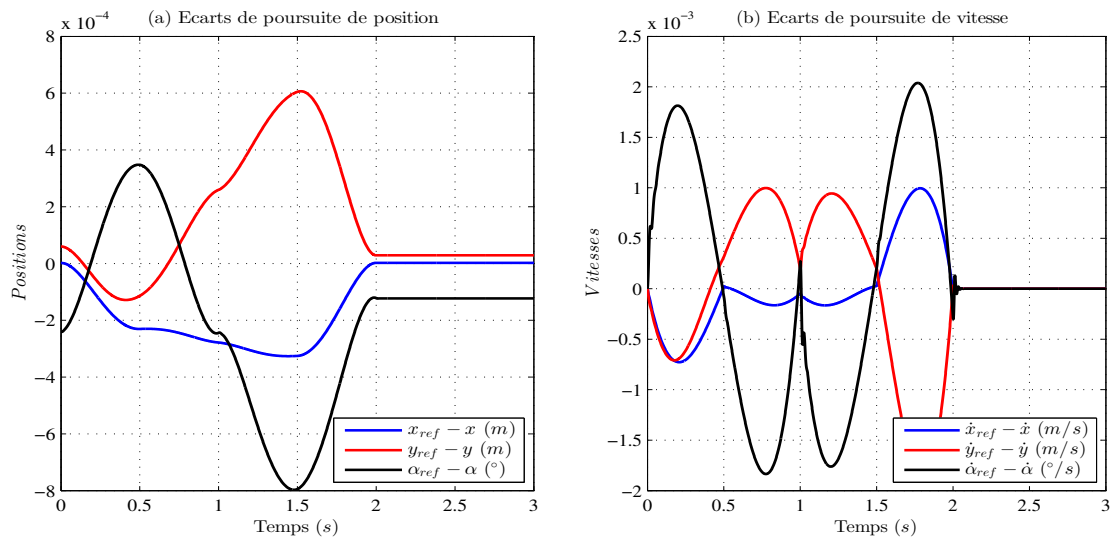 x 10⁻⁴
(a) Ecarts de poursuite de position
8
6
4
2
0
−2
−4
−6
−8
Positions
0
0.5
1
1.5
2
2.5
3
Temps (s)
x_ref − x (m)
y_ref − y (m)
α_ref − α (°)
x 10⁻³
(b) Ecarts de poursuite de vitesse
2.5
2
1.5
1
0.5
0
−0.5
−1
−1.5
−2
Vitesses
0
0.5
1
1.5
2
2.5
3
Temps (s)
ẋ_ref − ẋ (m/s)
ẏ_ref − ẏ (m/s)
α̇_ref − α̇ (°/s)